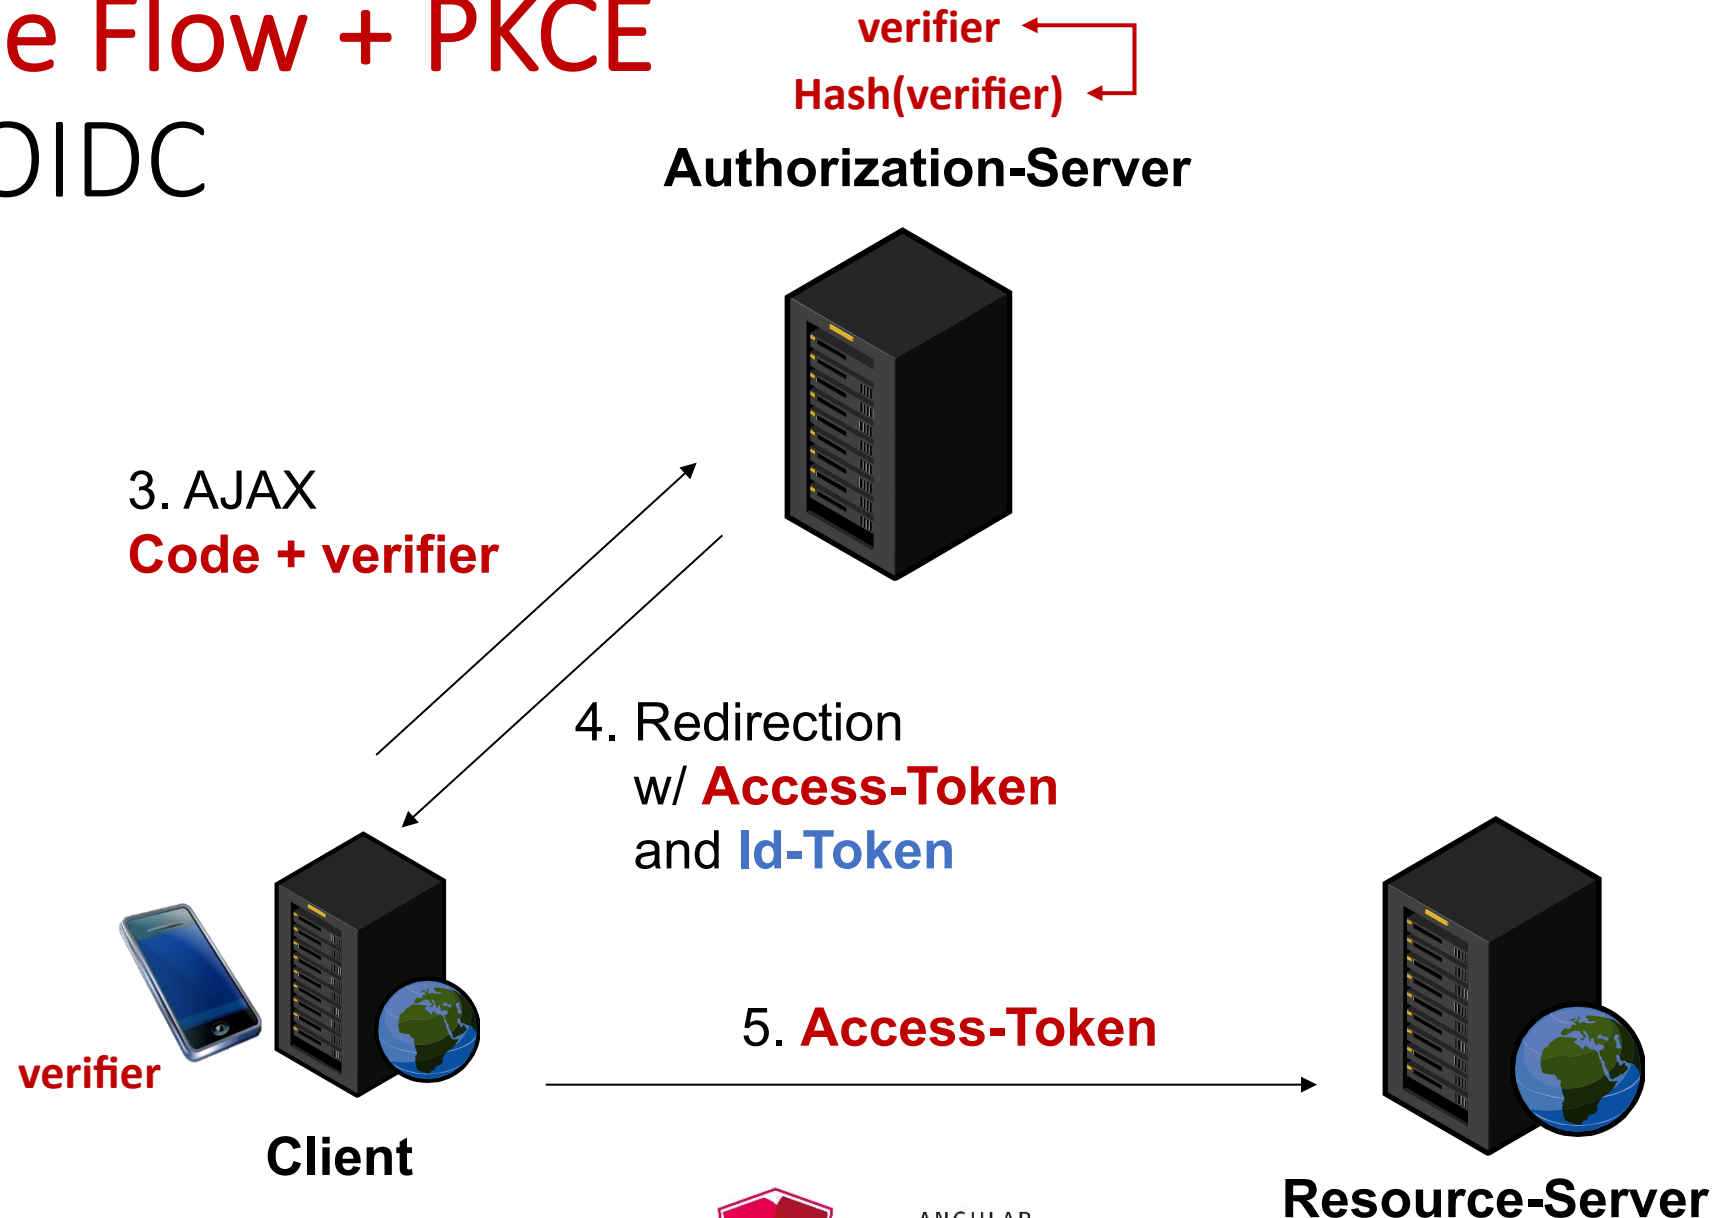 e Flow + PKCE
OIDC
verifier
Hash(verifier)
Authorization-Server
3. AJAX
Code + verifier
4. Redirection
w/ Access-Token
and Id-Token
5. Access-Token
verifier
Client
Resource-Server
ANGULAR